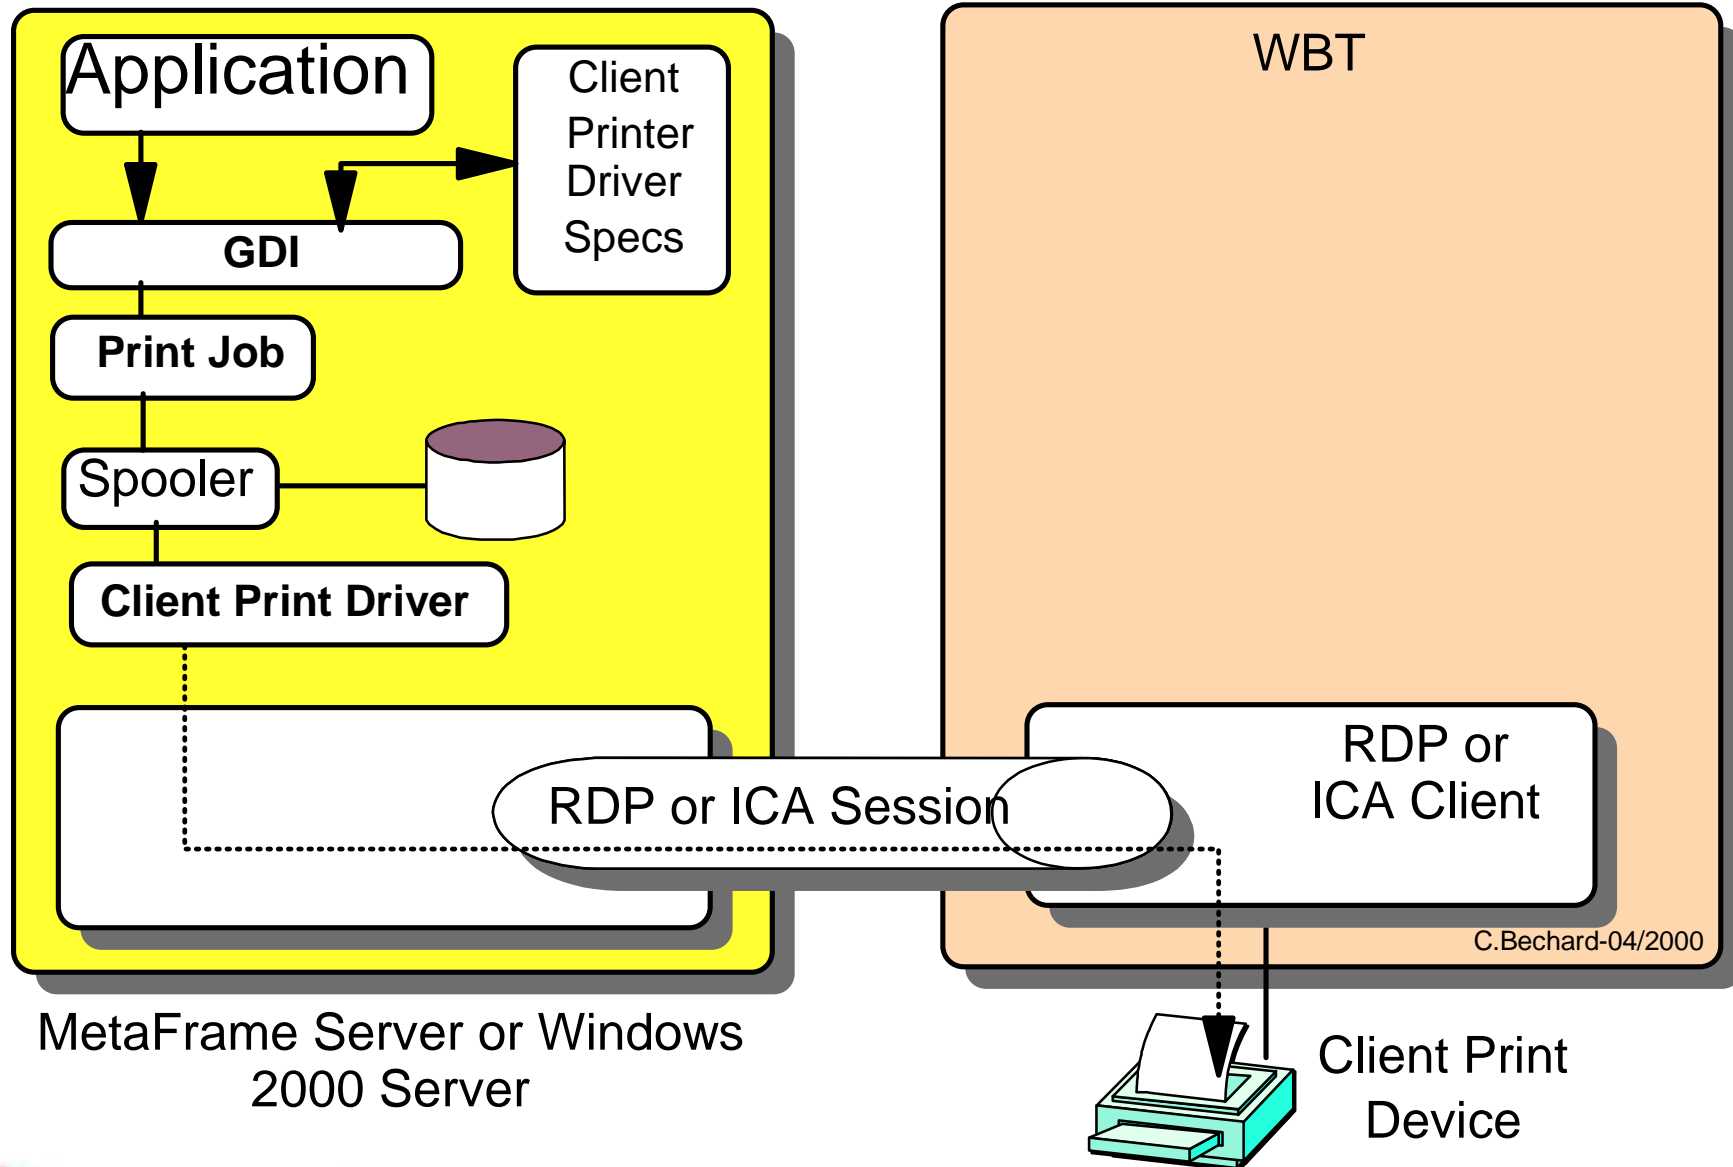 Application
Client
Printer
Driver
Specs
GDI
Print Job
Spooler
Client Print Driver
RDP or ICA Session
MetaFrame Server or Windows
2000 Server
WBT
RDP or
ICA Client
C.Bechard-04/2000
Client Print
Device